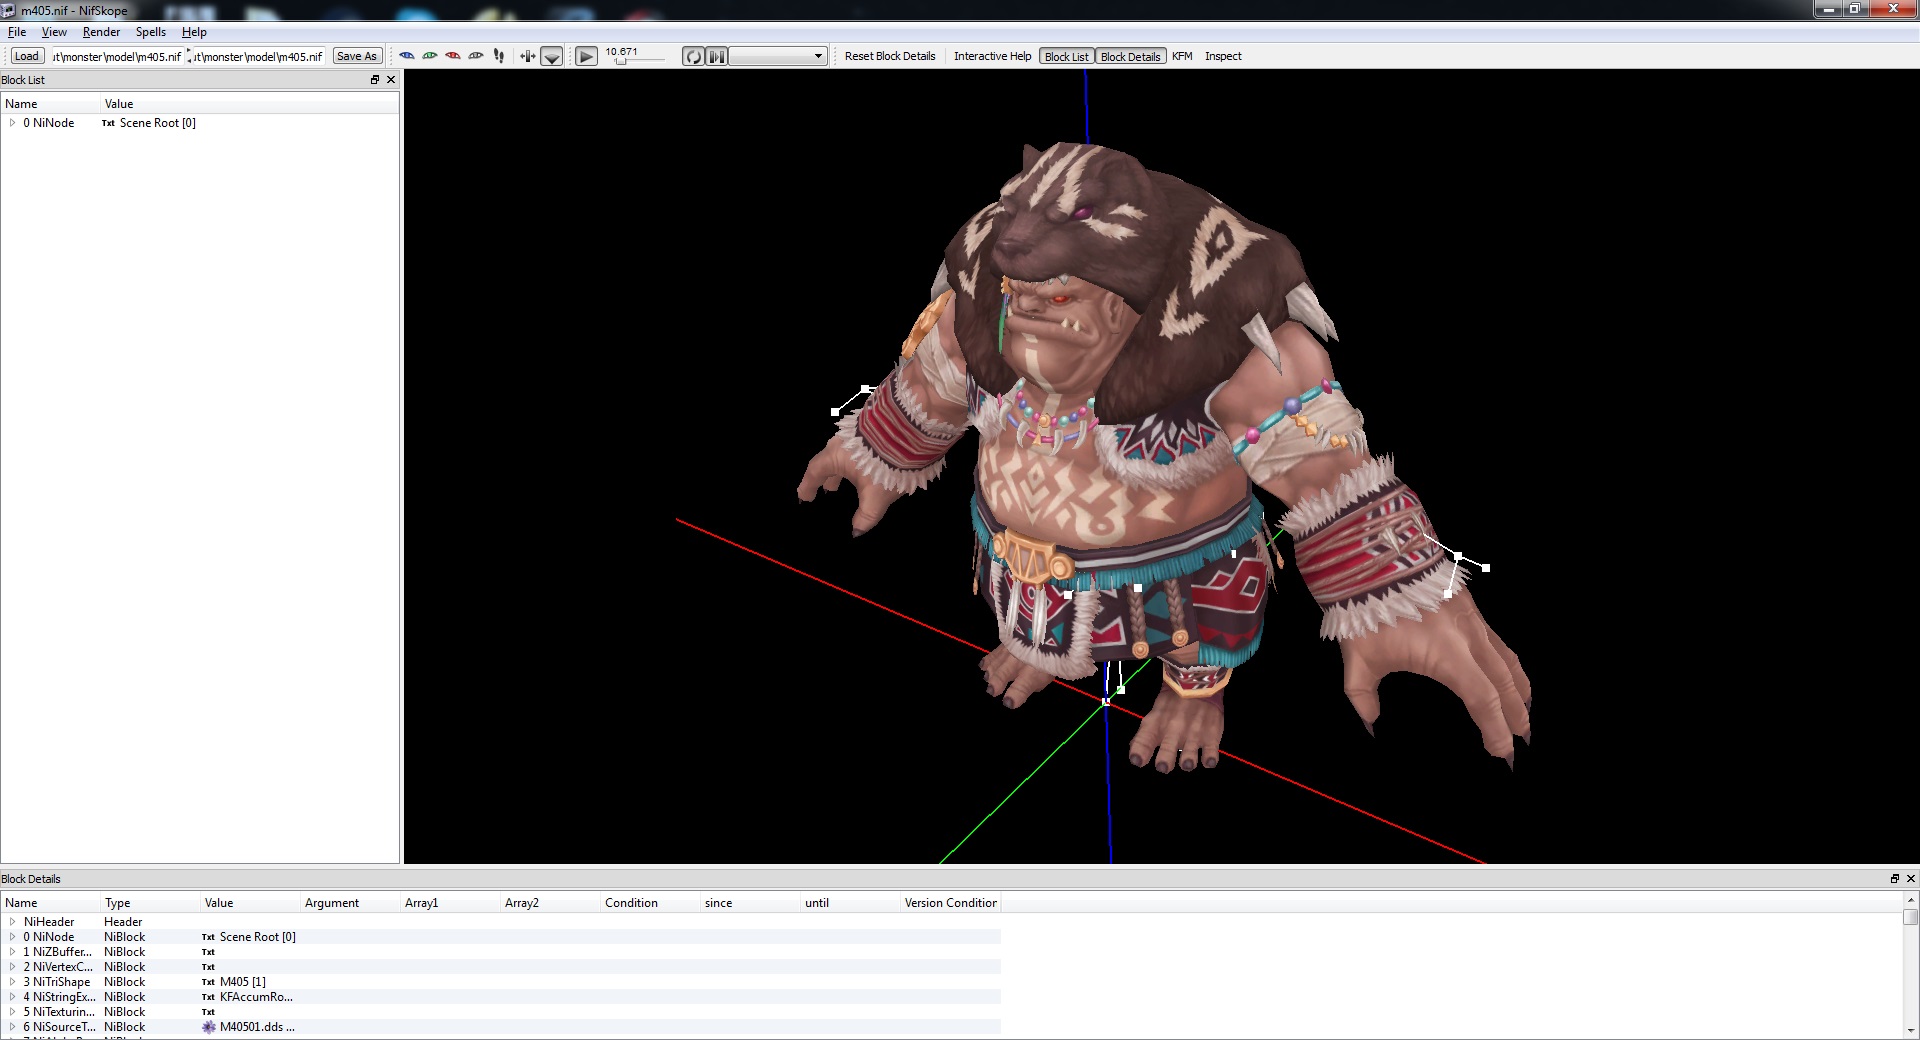 m405.nif - NifSkope
File View Render Spells Help
Load ut\monster\model\m405.nif ut\monster\model\m405.nif Save As 10.671 Reset Block Details Interactive Help Block List Block Details KFM Inspect
Block List
Name Value
0 NiNode Txt Scene Root [0]
Block Details
Name Type Value Argument Array1 Array2 Condition since until Version Condition
NiHeader Header
0 NiNode NiBlock Txt Scene Root [0]
1 NiZBuffer... NiBlock Txt
2 NiVertexC... NiBlock Txt
3 NiTriShape NiBlock Txt M405 [1]
4 NiStringEx... NiBlock Txt KFAccumRo...
5 NiTexturin... NiBlock Txt
6 NiSourceT... NiBlock M40501.dds ...